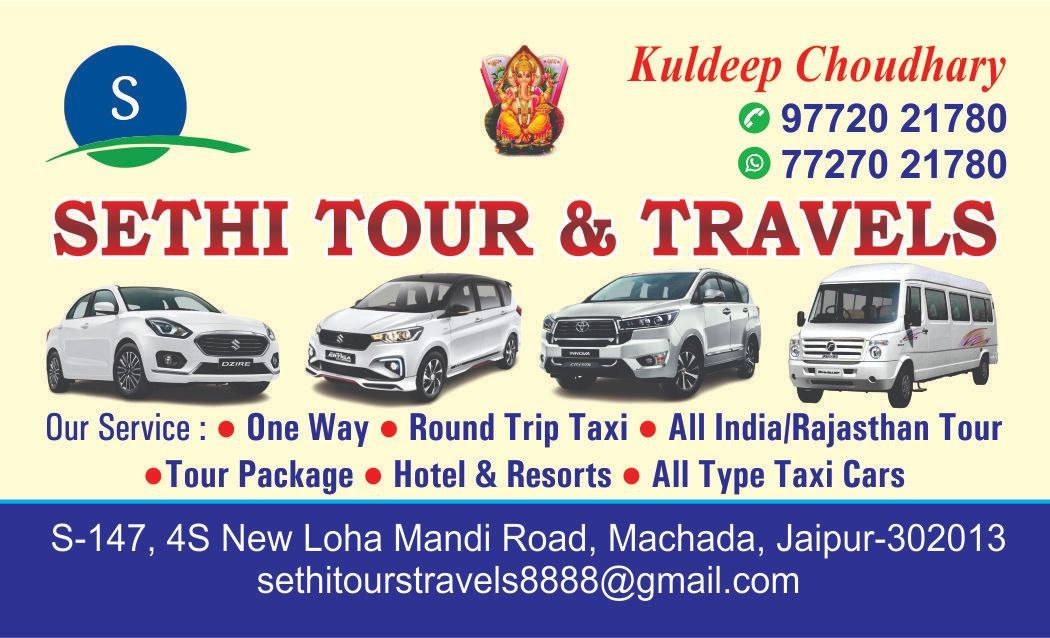 S
Kuldeep Choudhary
97720 21780
77270 21780
SETHI TOUR & TRAVELS
DZIRE
ERTIGA
INNOVA
Our Service : ● One Way ● Round Trip Taxi ● All India/Rajasthan Tour
●Tour Package ● Hotel & Resorts ● All Type Taxi Cars
S-147, 4S New Loha Mandi Road, Machada, Jaipur-302013
sethitourstravels8888@gmail.com